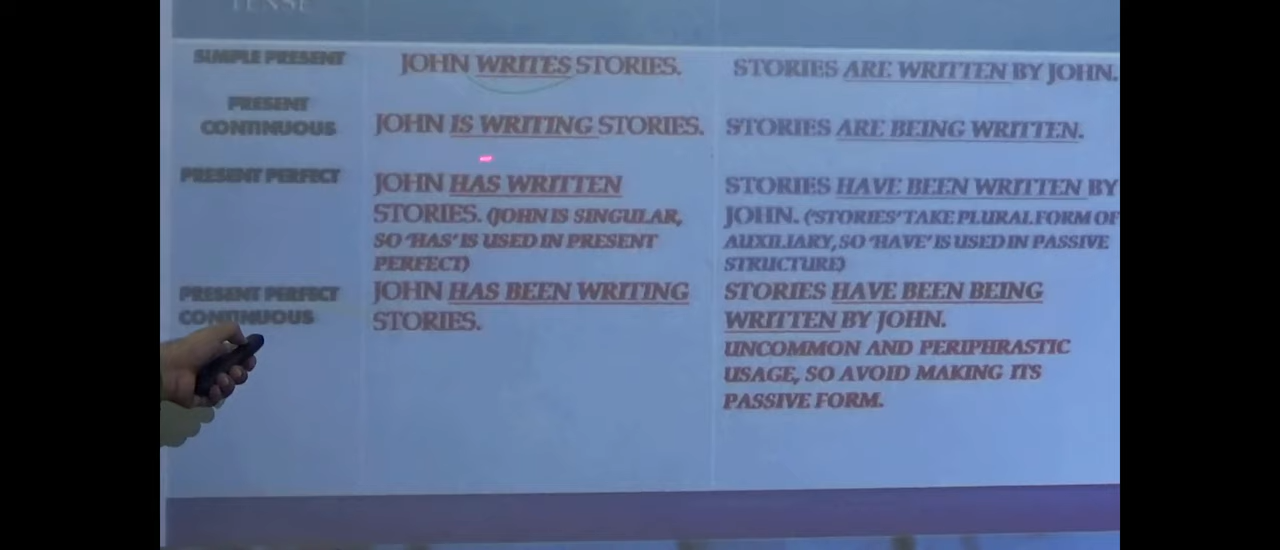 TENSE
SIMPLE PRESENT
JOHN WRITES STORIES.
STORIES ARE WRITTEN BY JOHN.
PRESENT
CONTINUOUS
JOHN IS WRITING STORIES.
STORIES ARE BEING WRITTEN.
PRESENT PERFECT
JOHN HAS WRITTEN
STORIES. (JOHN IS SINGULAR,
SO 'HAS' IS USED IN PRESENT
PERFECT)
STORIES HAVE BEEN WRITTEN BY
JOHN. ('STORIES' TAKE PLURAL FORM OF
AUXILIARY, SO 'HAVE' IS USED IN PASSIVE
STRUCTURE)
PRESENT PERFECT
CONTINUOUS
JOHN HAS BEEN WRITING
STORIES.
STORIES HAVE BEEN BEING
WRITTEN BY JOHN.
UNCOMMON AND PERIPHRASTIC
USAGE, SO AVOID MAKING ITS
PASSIVE FORM.